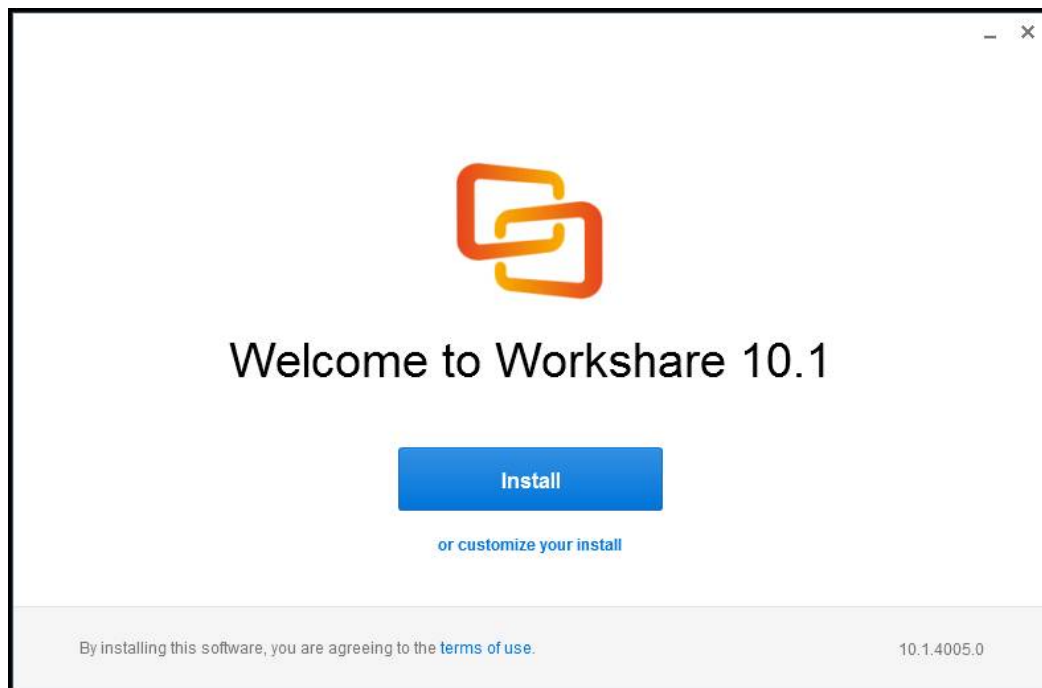 Welcome to Workshare 10.1
Install
or customize your install
By installing this software, you are agreeing to the terms of use.
10.1.4005.0